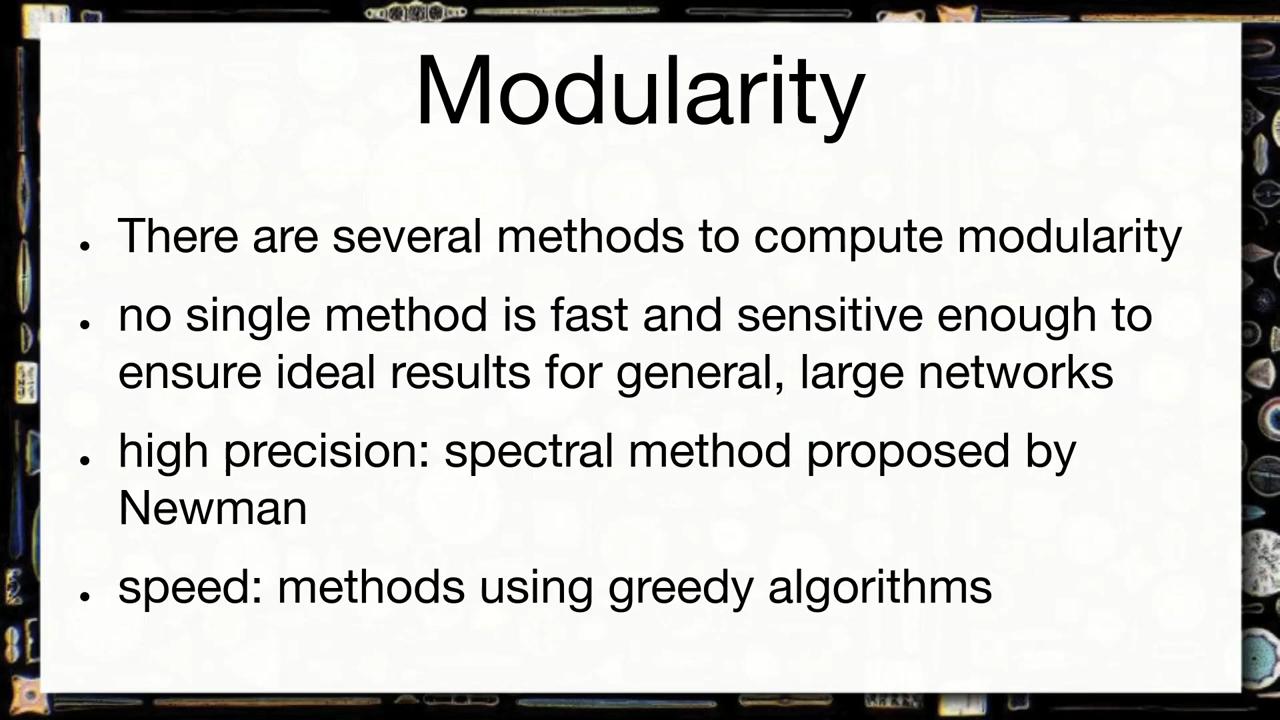 Modularity
• There are several methods to compute modularity
• no single method is fast and sensitive enough to
ensure ideal results for general, large networks
• high precision: spectral method proposed by
Newman
• speed: methods using greedy algorithms